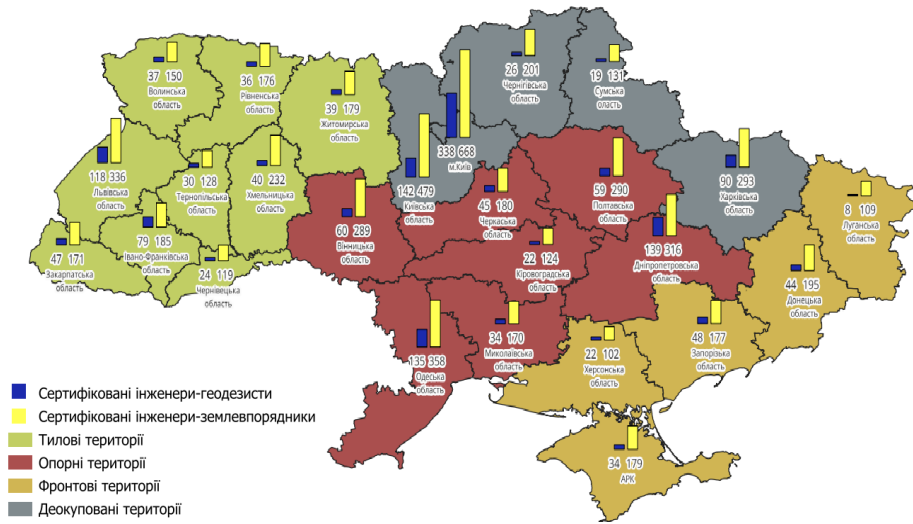 37 150
Волинська
область
36 176
Рівненська
область
39 179
Житомирська
область
26 201
Чернігівська
область
19 131
Сумська
оласть
338 668
м.Київ
142 479
Київська
область
118 336
Львівська
область
30 128
Тернопільська
область
40 232
Хмельницька
область
79 185
Івано-Франківська
область
47 171
Закарпатська
область
24 119
Чернівецька
область
60 289
Вінницька
область
45 180
Черкаська
область
59 290
Полтавська
область
90 293
Харківська
область
8 109
Луганська
область
22 124
Кіровоградська
область
139 316
Дніпропетровська
область
44 195
Донецька
область
135 358
Одеська
область
34 170
Миколаївська
область
22 102
Херсонська
область
48 177
Запорізька
область
34 179
АРК
Сертифіковані інженери-геодезисти
Сертифіковані інженери-землевпорядники
Тилові території
Опорні території
Фронтові території
Деокуповані території